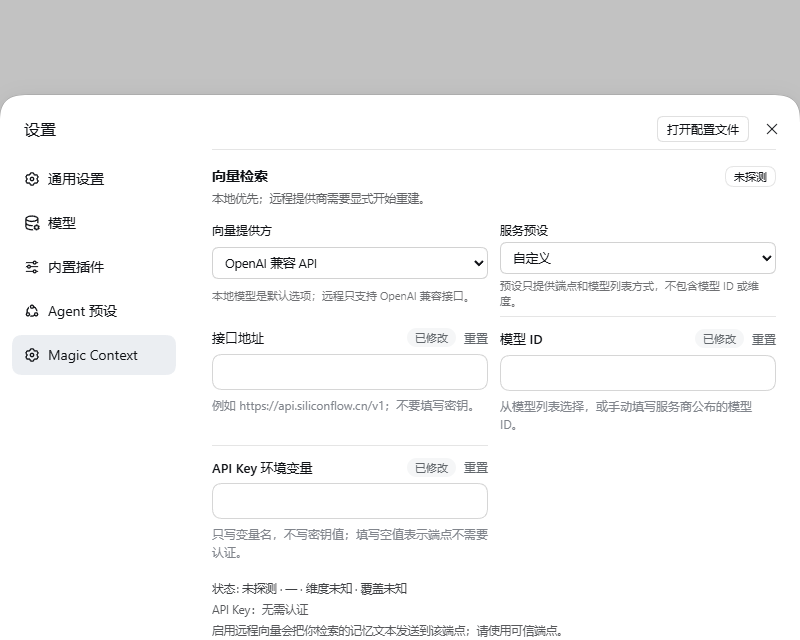 设置
打开配置文件
通用设置
模型
内置插件
Agent 预设
Magic Context
向量检索
未探测
本地优先；远程提供商需要显式开始重建。
向量提供方
OpenAI 兼容 API
本地模型是默认选项；远程只支持 OpenAI 兼容接口。
服务预设
自定义
预设只提供端点和模型列表方式，不包含模型 ID 或维
度。
接口地址
已修改
重置
例如 https://api.siliconflow.cn/v1；不要填写密钥。
模型 ID
已修改
重置
从模型列表选择，或手动填写服务商公布的模型
ID。
API Key 环境变量
已修改
重置
只写变量名，不写密钥值；填写空值表示端点不需要
认证。
状态: 未探测 · — · 维度未知 · 覆盖未知
API Key：无需认证
启用远程向量会把你检索的记忆文本发送到该端点；请使用可信端点。